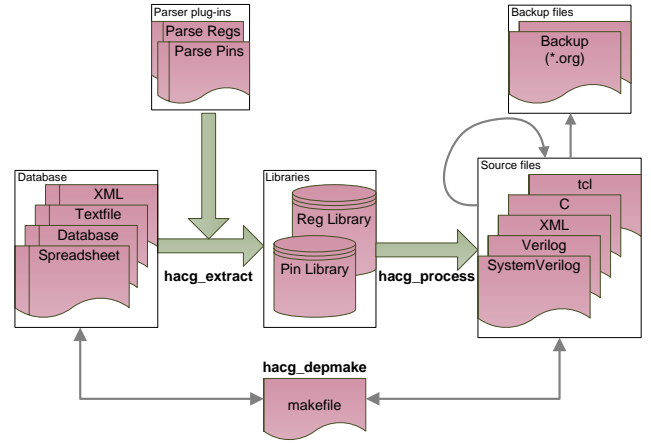 Parser plug-ins
Parse Regs
Parse Pins
Backup files
Backup
(*.org)
Database
XML
Textfile
Database
Spreadsheet
hacg_extract
Libraries
Reg Library
Pin Library
hacg_process
Source files
tcl
C
XML
Verilog
SystemVerilog
hacg_depmake
makefile